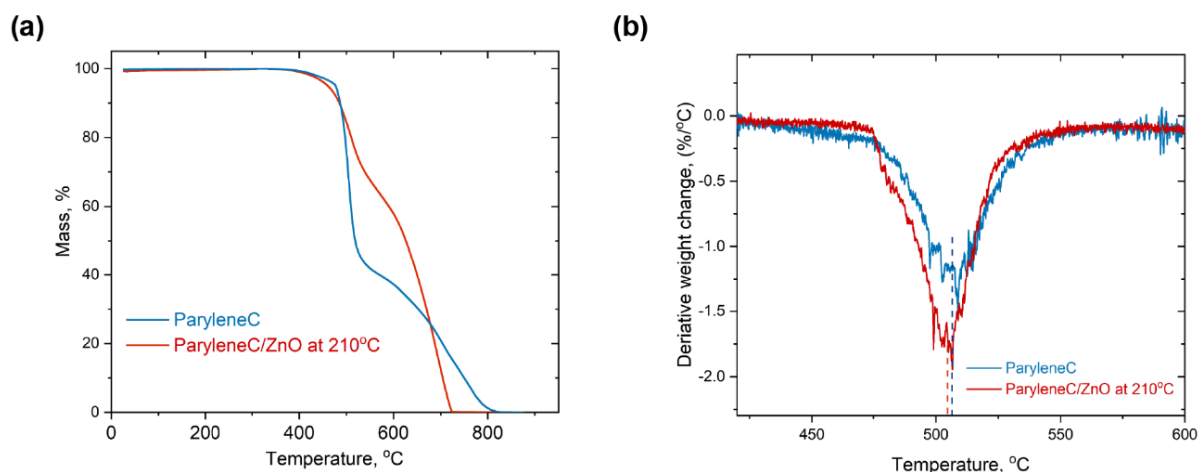 (a)
100
80
60
40
20
0
Mass, %
0 200 400 600 800
Temperature, °C
ParyleneC
ParyleneC/ZnO at 210°C
(b)
0.0
-0.5
-1.0
-1.5
-2.0
Deriative weight change, (%/°C)
450 500 550 600
Temperature, °C
ParyleneC
ParyleneC/ZnO at 210°C